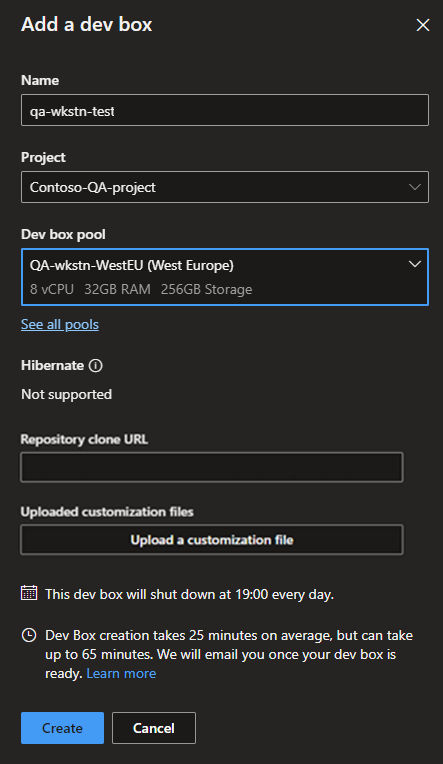 Add a dev box
Name
qa-wkstn-test
Project
Contoso-QA-project
Dev box pool
QA-wkstn-WestEU (West Europe)
8 vCPU 32GB RAM 256GB Storage
See all pools
Hibernate
Not supported
Repository clone URL
Uploaded customization files
Upload a customization file
This dev box will shut down at 19:00 every day.
Dev Box creation takes 25 minutes on average, but can take
up to 65 minutes. We will email you once your dev box is
ready. Learn more
Create Cancel